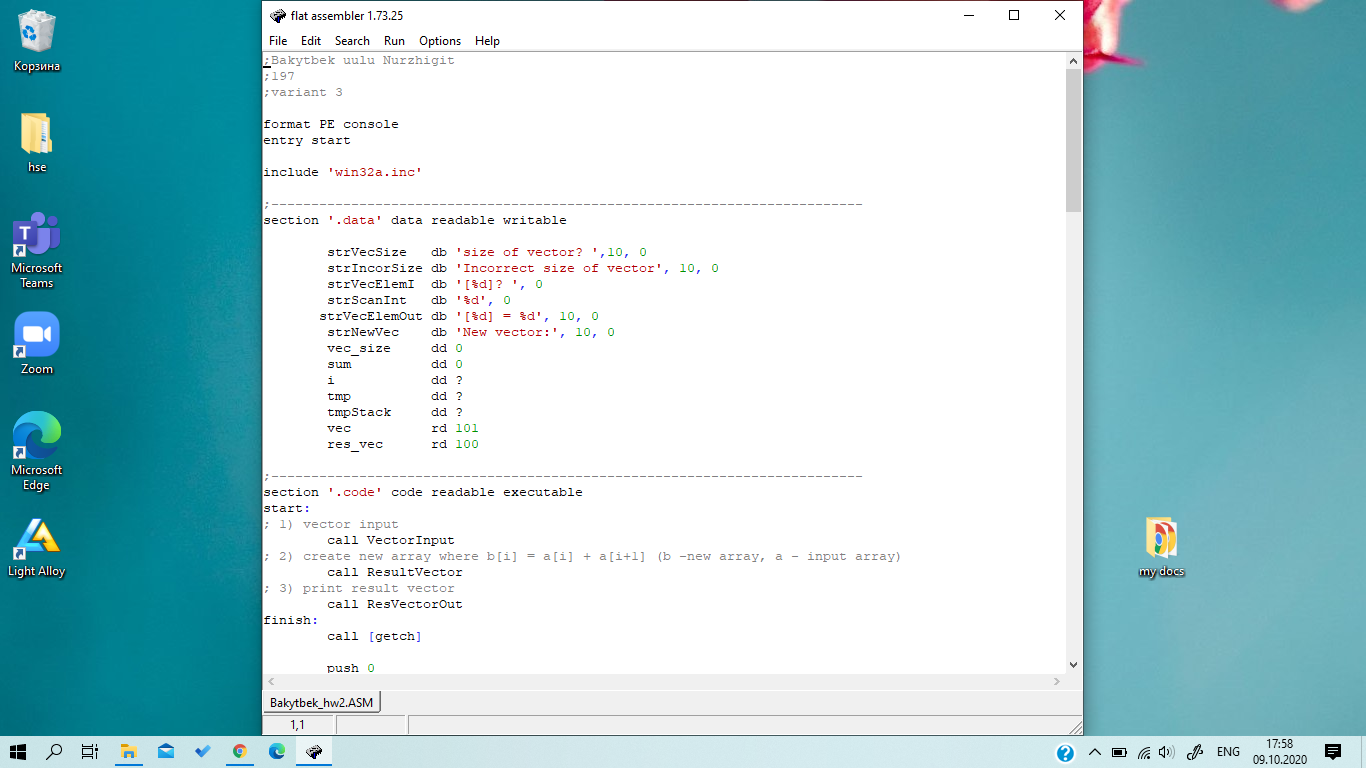 Корзина
hse
Microsoft
Teams
Zoom
Microsoft
Edge
Light Alloy
flat assembler 1.73.25
File Edit Search Run Options Help
;Bakytbek uulu Nurzhigit
;197
;variant 3
format PE console
entry start
include 'win32a.inc'
;--------------------------------------------------------------------------
section '.data' data readable writable
strVecSize   db 'size of vector? ',10, 0
strIncorSize db 'Incorrect size of vector', 10, 0
strVecElemI  db '[%d]? ', 0
strScanInt   db '%d', 0
strVecElemOut db '[%d] = %d', 10, 0
strNewVec    db 'New vector:', 10, 0
vec_size     dd 0
sum          dd 0
i            dd ?
tmp          dd ?
tmpStack     dd ?
vec          rd 101
res_vec      rd 100
;--------------------------------------------------------------------------
section '.code' code readable executable
start:
; 1) vector input
call VectorInput
; 2) create new array where b[i] = a[i] + a[i+1] (b -new array, a - input array)
call ResultVector
; 3) print result vector
call ResVectorOut
finish:
call [getch]
push 0
Bakytbek_hw2.ASM
1,1
my docs
ENG
17:58
09.10.2020